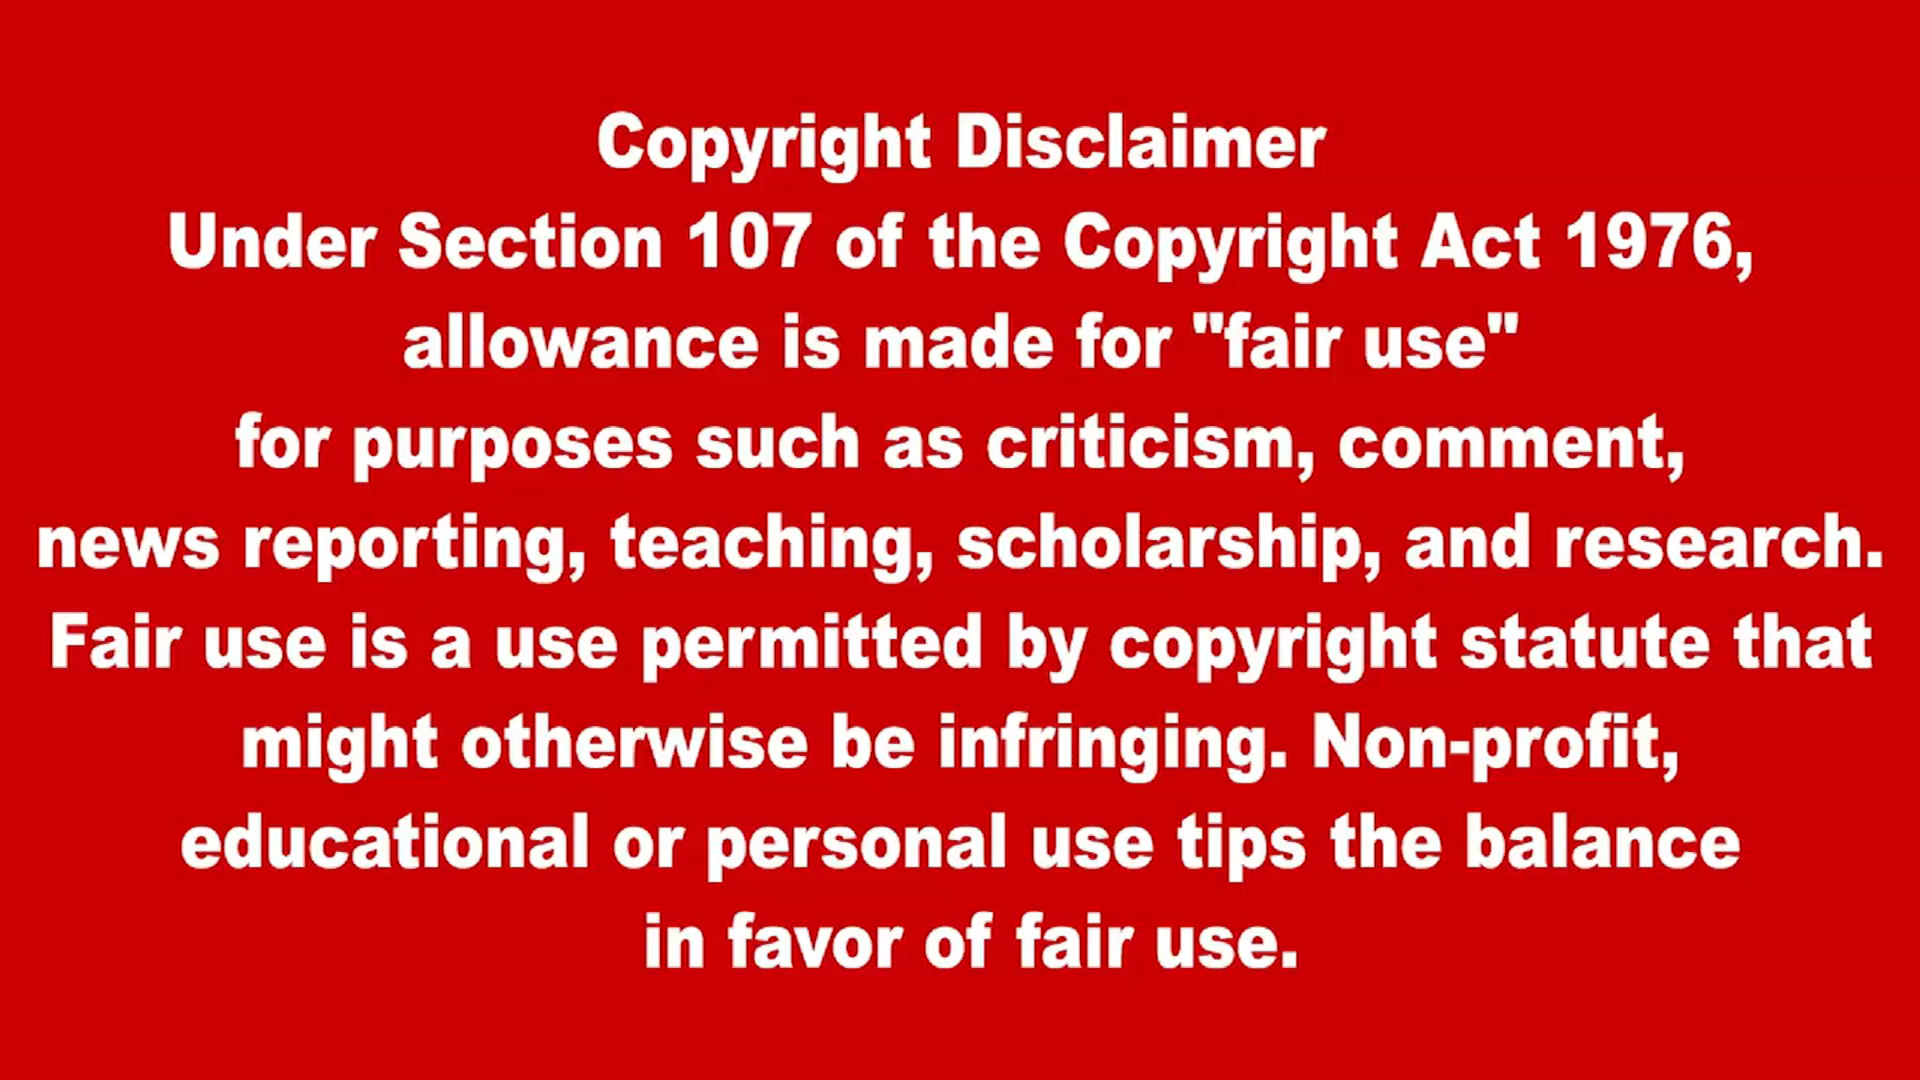 Copyright Disclaimer
Under Section 107 of the Copyright Act 1976,
allowance is made for "fair use"
for purposes such as criticism, comment,
news reporting, teaching, scholarship, and research.
Fair use is a use permitted by copyright statute that
might otherwise be infringing. Non-profit,
educational or personal use tips the balance
in favor of fair use.